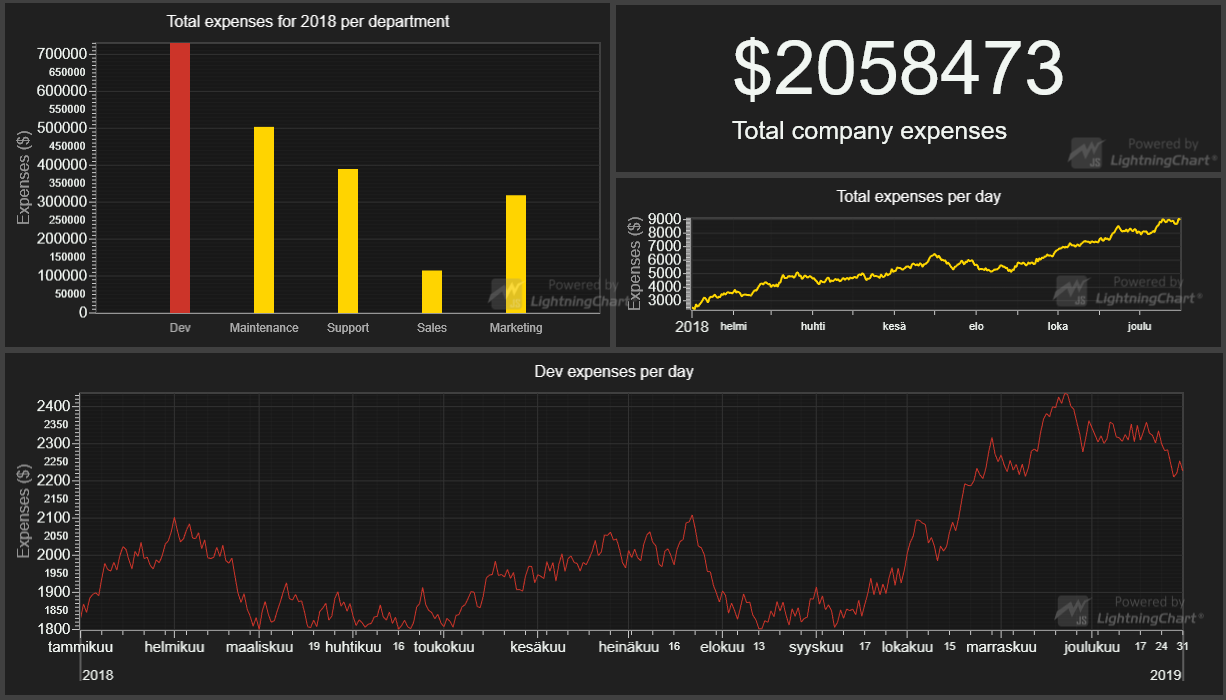 Total expenses for 2018 per department
Expenses ($)
700000
650000
600000
550000
500000
450000
400000
350000
300000
250000
200000
150000
100000
50000
0
Dev Maintenance Support Sales Marketing
Powered by
LightningChart
$2058473
Total company expenses
Powered by
JS LightningChart®
Total expenses per day
Expenses ($)
9000
8000
7000
6000
5000
4000
3000
2018 helmi huhti kesä elo loka joulu
Powered by
JS LightningChart®
Dev expenses per day
Expenses ($)
2400
2350
2300
2250
2200
2150
2100
2050
2000
1950
1900
1850
1800
tammikuu helmikuu maaliskuu 19 huhtikuu 16 toukokuu kesäkuu heinäkuu 16 elokuu 13 syyskuu 17 lokakuu 15 marraskuu joulukuu 17 24 31
2018 2019
Powered by
JS LightningChart®